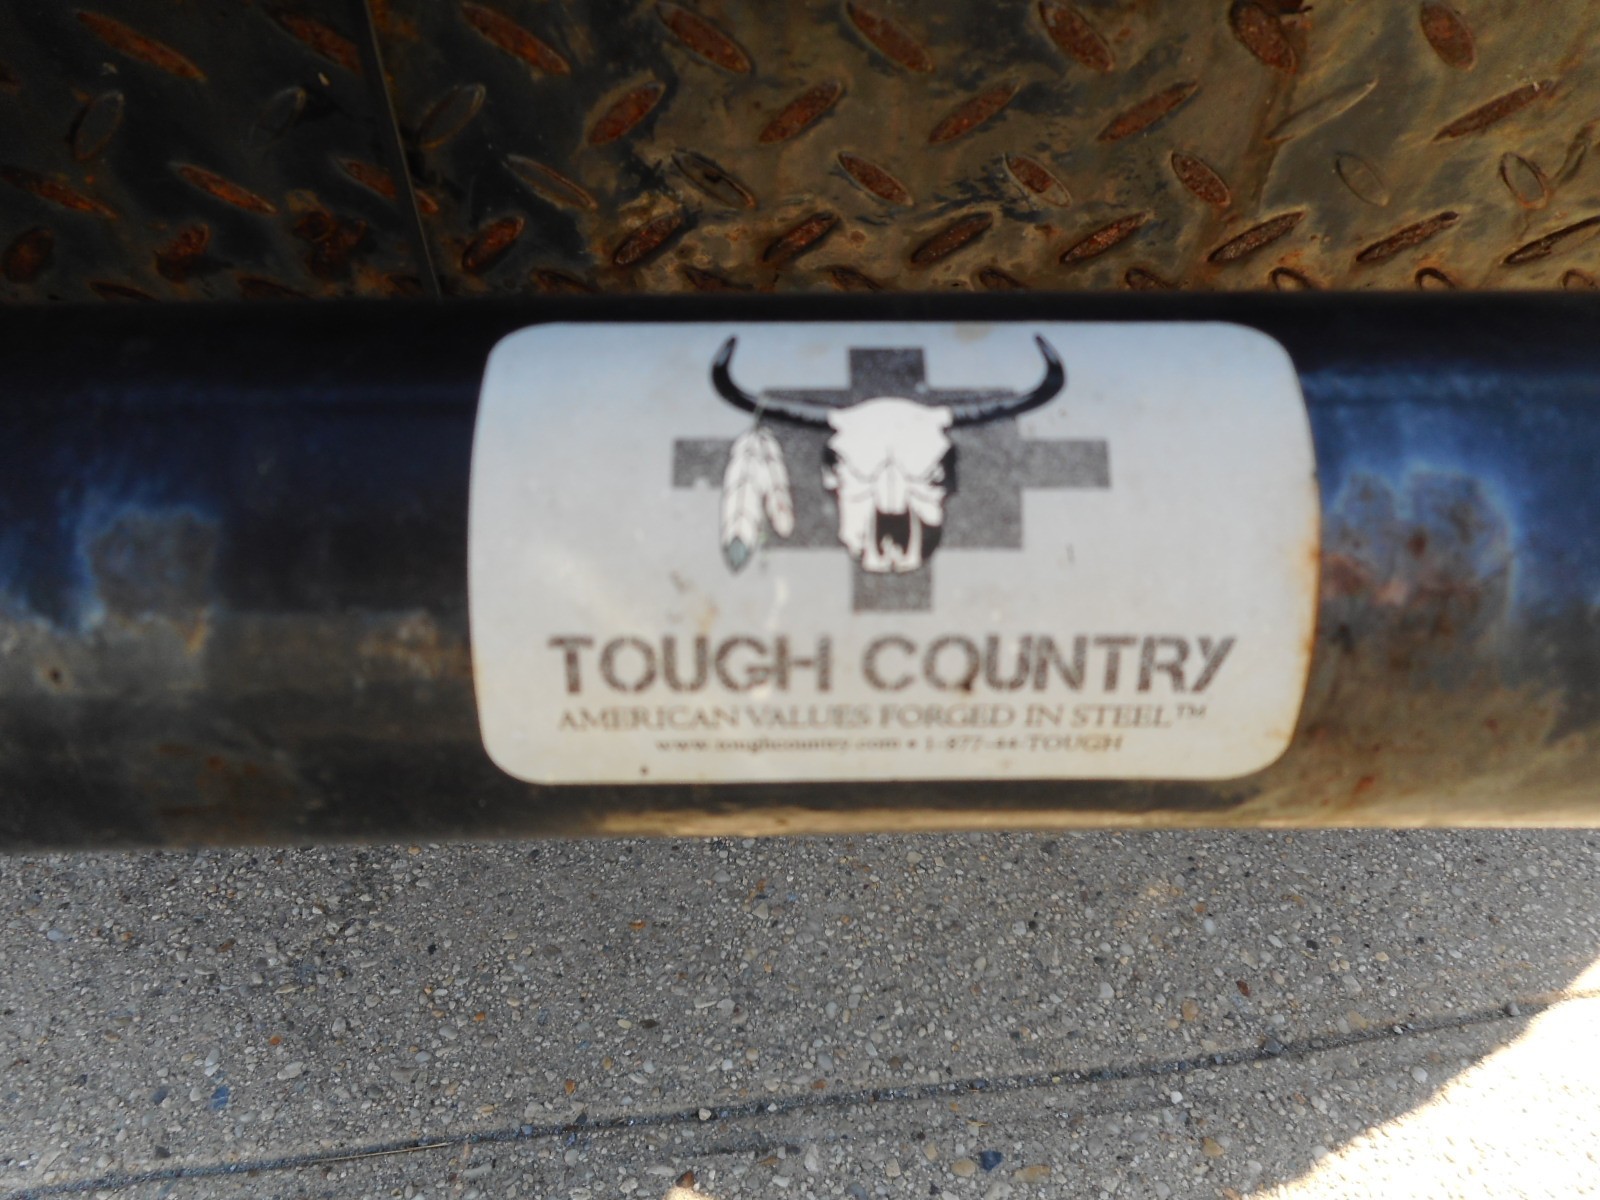 TOUGH COUNTRY
AMERICAN VALUES FORGED IN STEEL™
www.toughcountry.com • 1-877-44-TOUGH